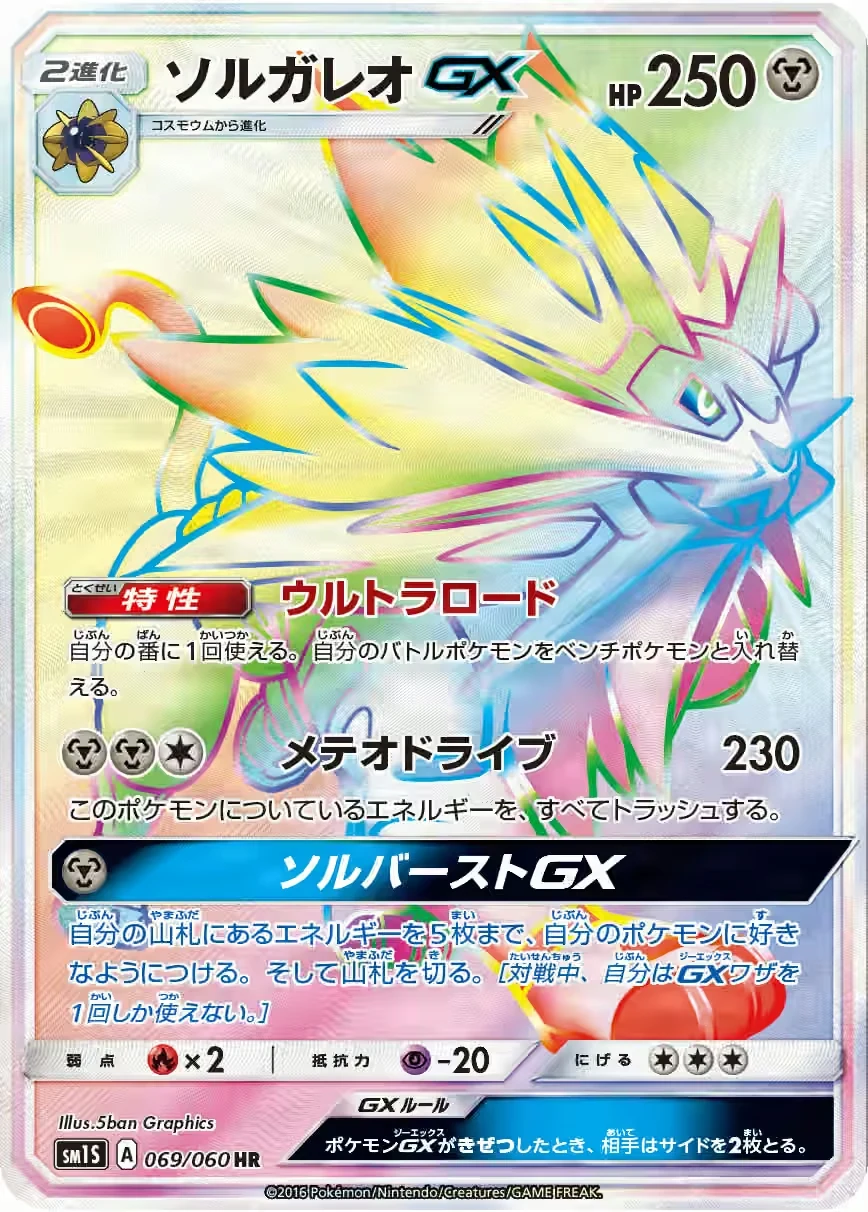 2進化 ソルガレオGX HP250
コスモウムから進化
とくせい 特性 ウルトラロード
自分の番に1回使える。自分のバトルポケモンをベンチポケモンと入れ替
える。
メテオドライブ 230
このポケモンについているエネルギーを、すべてトラッシュする。
ソルバーストGX
自分の山札にあるエネルギーを5枚まで、自分のポケモンに好き
なようにつける。そして山札を切る。[対戦中、自分はGXワザを
1回しか使えない。]
弱点 ×2 抵抗力 -20 にげる
GXルール
ポケモンGXがきぜつしたとき、相手はサイドを2枚とる。
Illus.5ban Graphics
SM1S A 069/060 HR
©2016 Pokémon/Nintendo/Creatures/GAME FREAK.